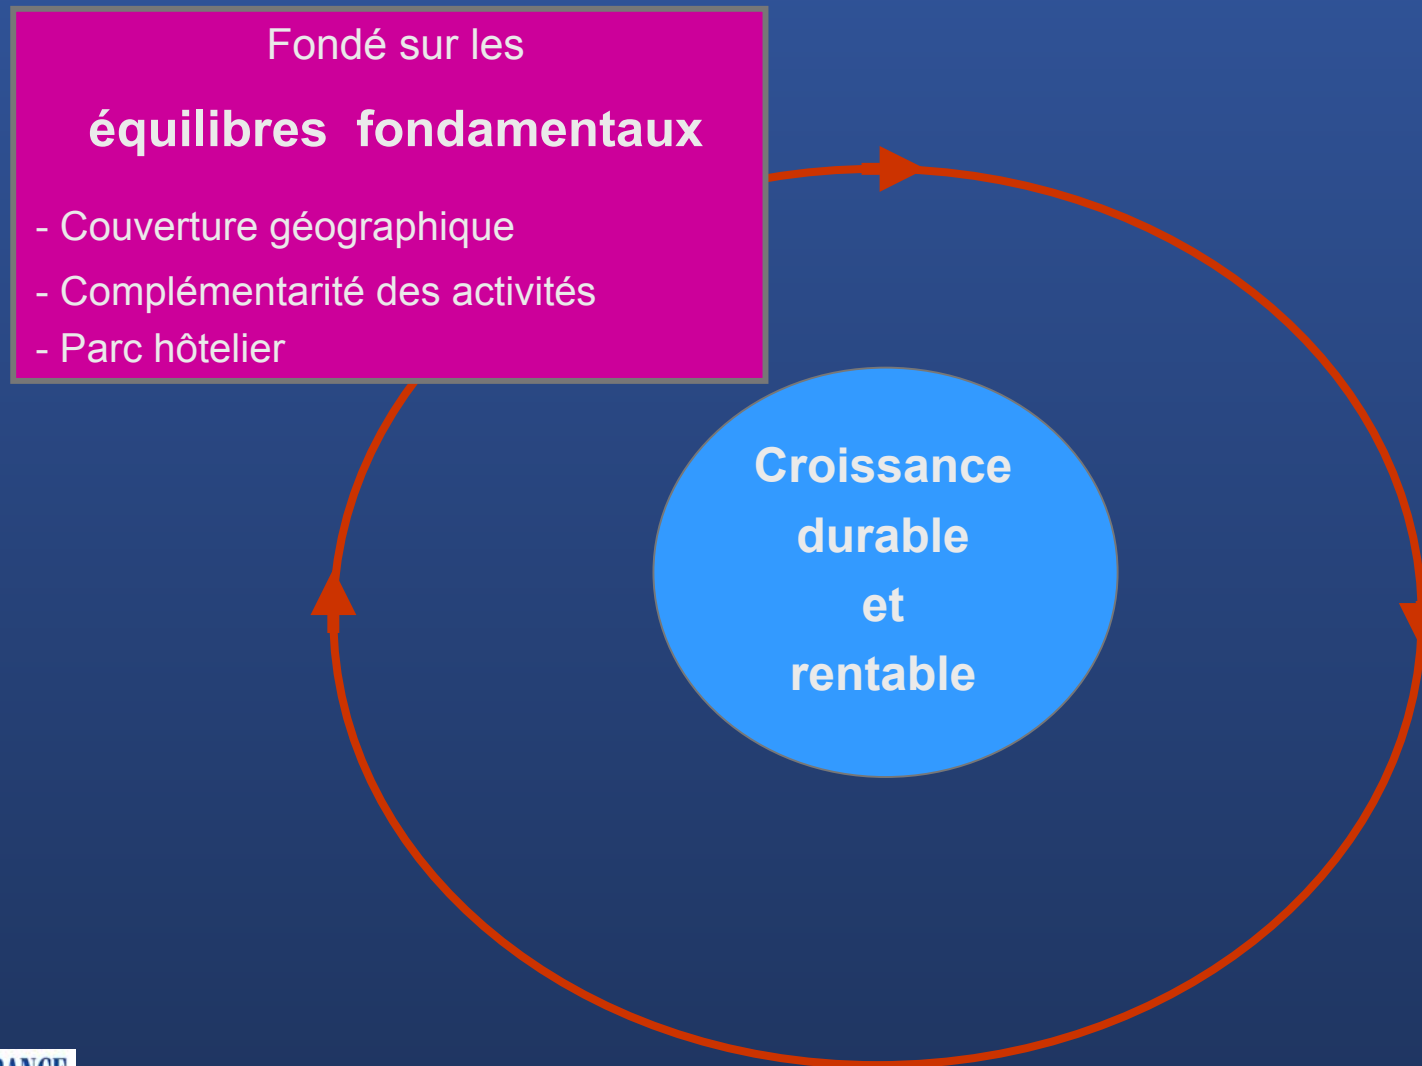 Fondé sur les
équilibres fondamentaux
- Couverture géographique
- Complémentarité des activités
- Parc hôtelier
Croissance
durable
et
rentable